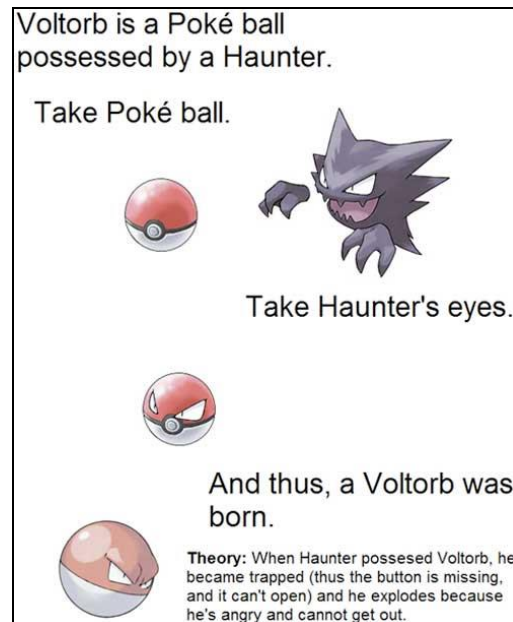 Voltorb is a Poké ball
possessed by a Haunter.
Take Poké ball.
Take Haunter's eyes.
And thus, a Voltorb was
born.
Theory: When Haunter possesed Voltorb, he
became trapped (thus the button is missing,
and it can't open) and he explodes because
he's angry and cannot get out.